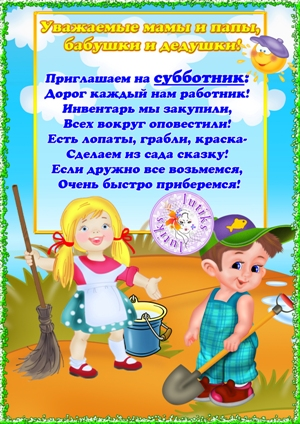 Уважаемые мамы и папы,
бабушки и дедушки!
Приглашаем на субботник:
Дорог каждый нам работник!
Инвентарь мы закупили,
Всех вокруг оповестили!
Есть лопаты, грабли, краска-
Сделаем из сада сказку!
Если дружно все возьмемся,
Очень быстро приберемся!